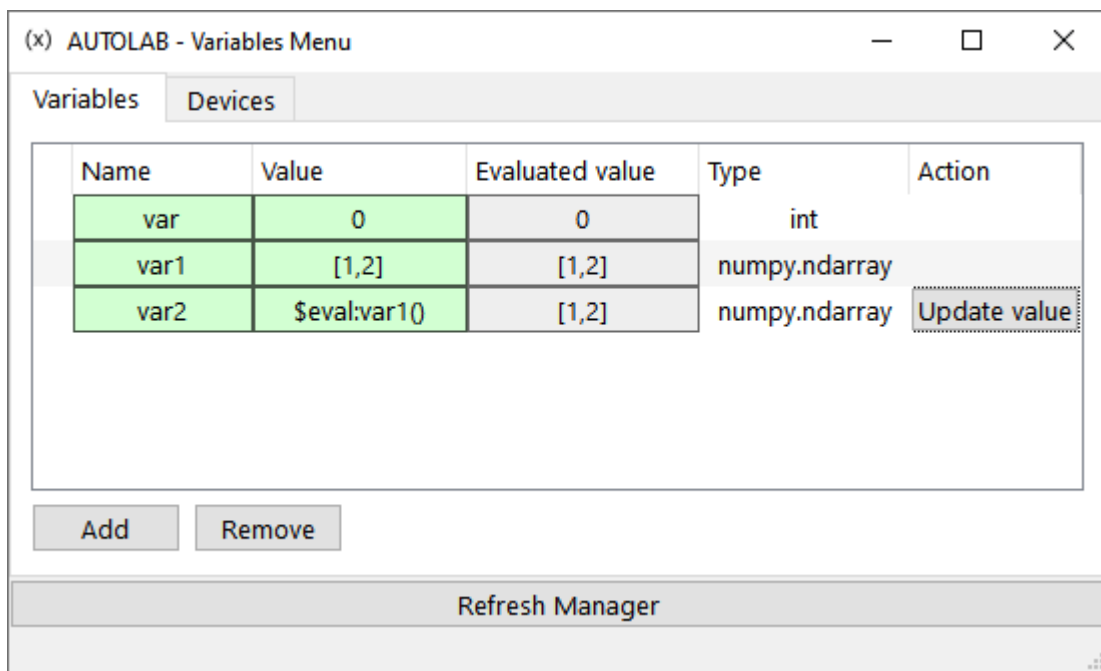 (x) AUTOLAB - Variables Menu
Variables Devices
Name Value Evaluated value Type Action
var 0 0 int
var1 [1,2] [1,2] numpy.ndarray
var2 $eval:var1() [1,2] numpy.ndarray Update value
Add Remove
Refresh Manager